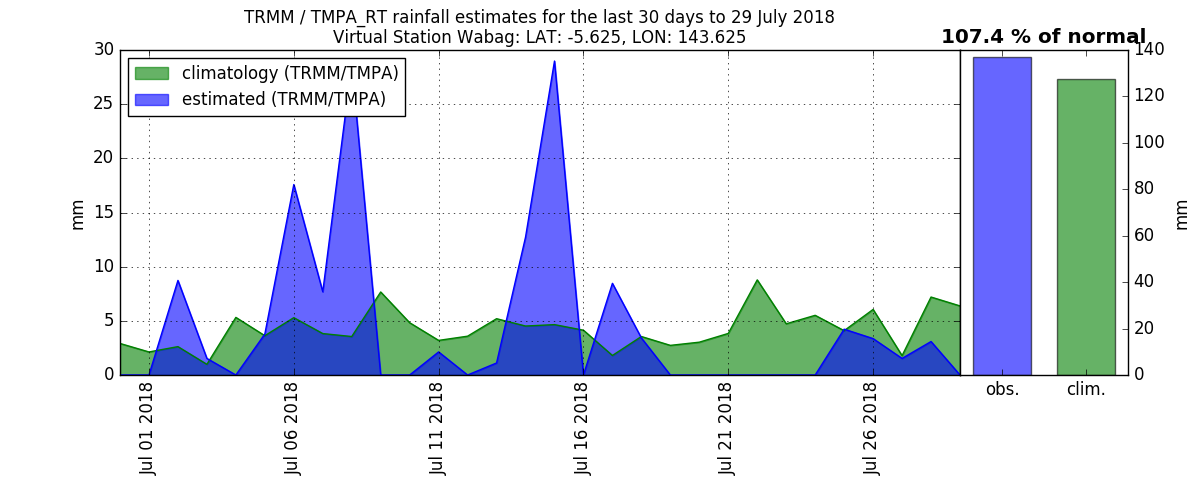 TRMM / TMPA_RT rainfall estimates for the last 30 days to 29 July 2018
Virtual Station Wabag: LAT: -5.625, LON: 143.625
107.4 % of normal
climatology (TRMM/TMPA)
estimated (TRMM/TMPA)
30
25
20
15
10
5
0
mm
Jul 01 2018
Jul 06 2018
Jul 11 2018
Jul 16 2018
Jul 21 2018
Jul 26 2018
obs.
clim.
140
120
100
80
60
40
20
0
mm